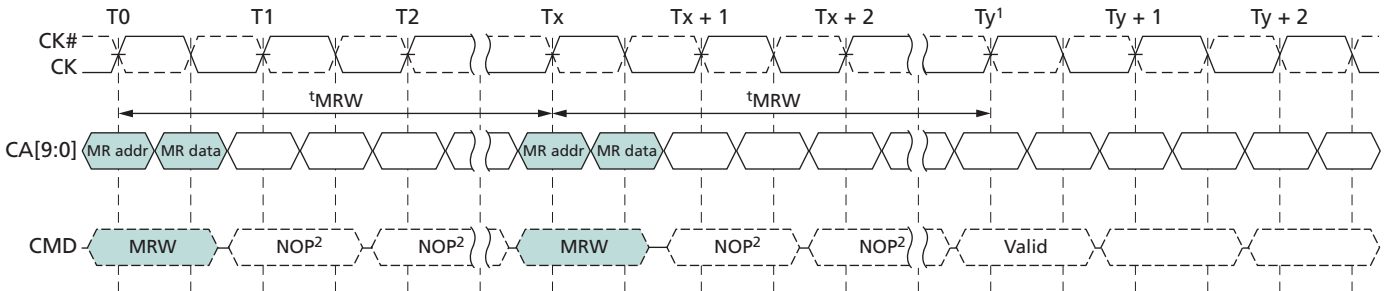 T0 T1 T2 Tx Tx + 1 Tx + 2 Ty¹ Ty + 1 Ty + 2
CK#
CK
ᵗMRW ᵗMRW
CA[9:0] MR addr MR data MR addr MR data
CMD MRW NOP² NOP² MRW NOP² NOP² Valid